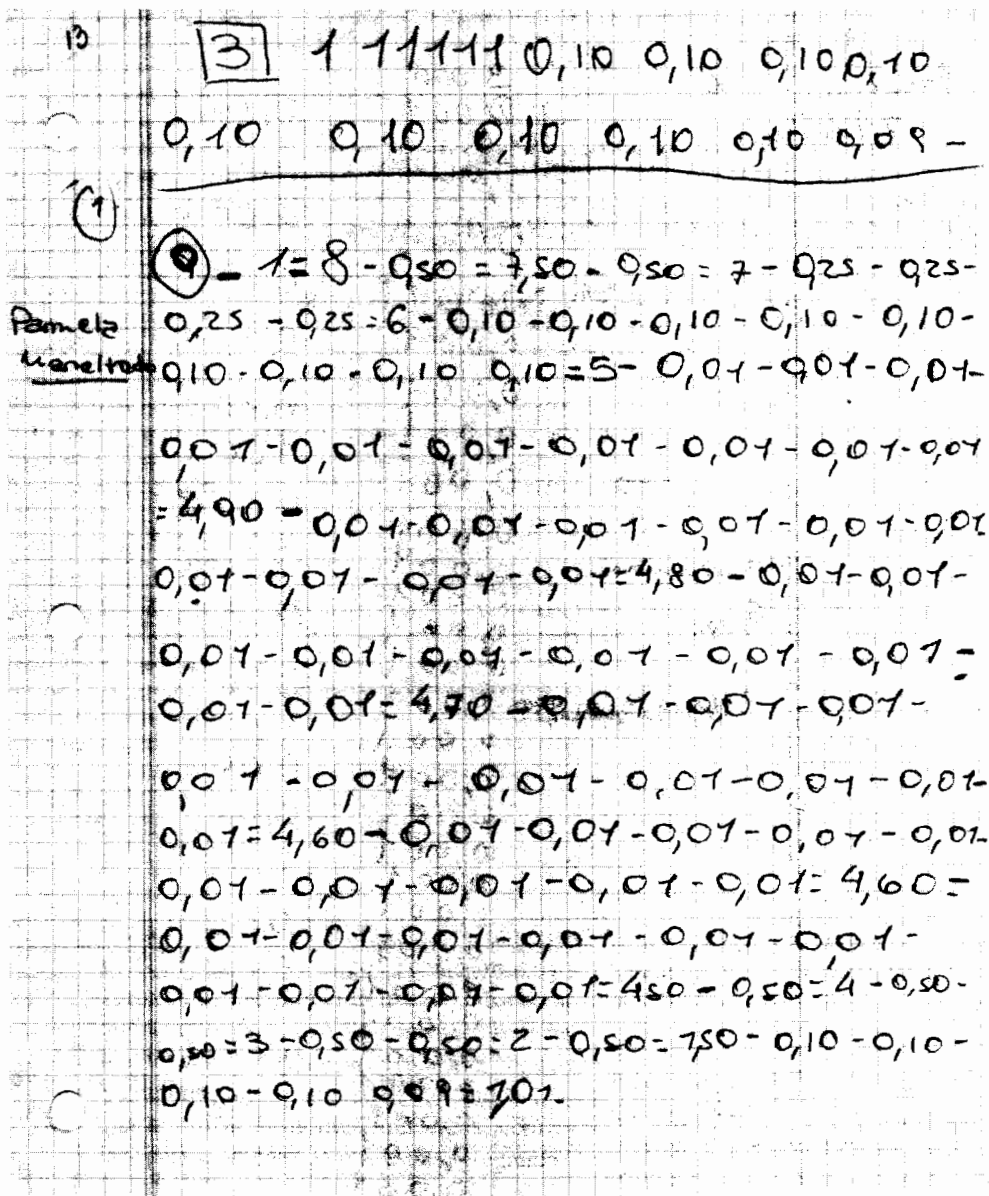 13
3 1 11111 0,10 0,10 0,10 0,10
0,10 0,10 0,10 0,10 0,10 0,09 -
1
9 - 1 = 8 - 0,50 = 7,50 - 0,50 = 7 - 0,25 - 0,25 -
Pamela
0,25 - 0,25 = 6 - 0,10 - 0,10 - 0,10 - 0,10 - 0,10 -
0,10 - 0,10 - 0,10 0,10 = 5 - 0,01 - 0,01 - 0,01 -
0,01 - 0,01 - 0,01 - 0,01 - 0,01 - 0,01 - 0,01
= 4,90 - 0,01 - 0,01 - 0,01 - 0,01 - 0,01 - 0,01
0,01 - 0,01 - 0,01 - 0,01 = 4,80 - 0,01 - 0,01 -
0,01 - 0,01 - 0,01 - 0,01 - 0,01 - 0,01 -
0,01 - 0,01 = 4,70 - 0,01 - 0,01 - 0,01 -
0,01 - 0,01 - 0,01 - 0,01 - 0,01 - 0,01 -
0,01 = 4,60 - 0,01 - 0,01 - 0,01 - 0,01 - 0,01 -
0,01 - 0,01 - 0,01 - 0,01 - 0,01 = 4,60 =
0,01 - 0,01 - 0,01 - 0,01 - 0,01 - 0,01 -
0,01 - 0,01 - 0,01 - 0,01 = 4,50 - 0,50 = 4 - 0,50 -
0,50 = 3 - 0,50 - 0,50 = 2 - 0,50 = 1,50 - 0,10 - 0,10 -
0,10 - 0,10 0,09 = 1,01.